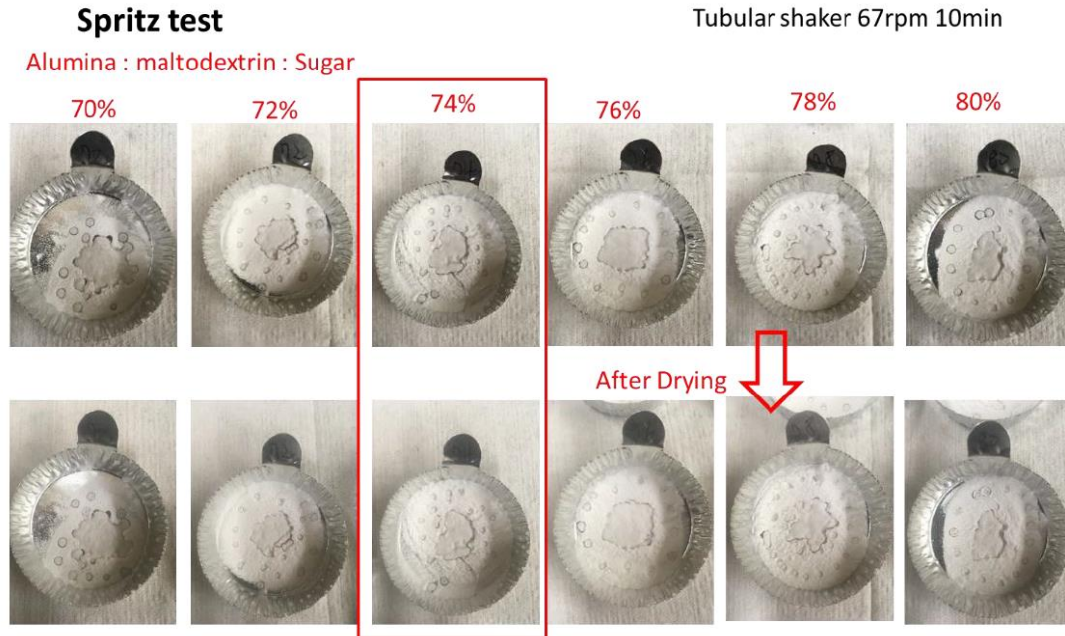 Spritz test
Tubular shaker 67rpm 10min
Alumina : maltodextrin : Sugar
70%
72%
74%
76%
78%
80%
After Drying